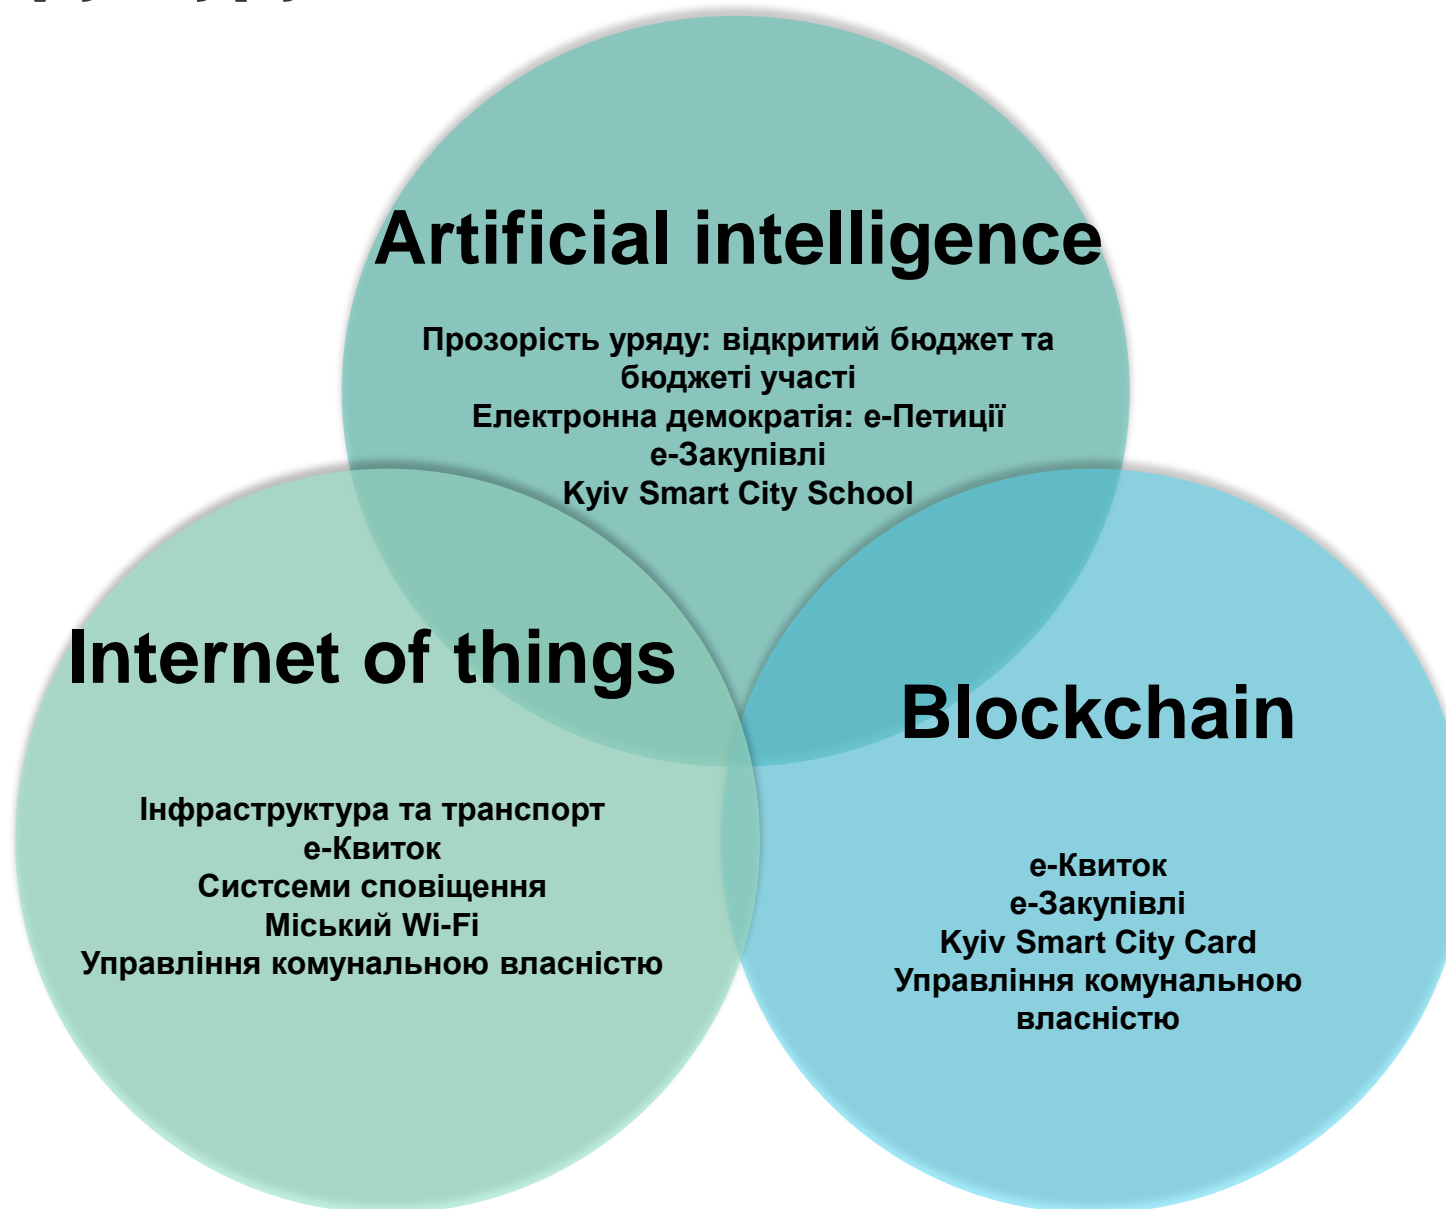 Artificial intelligence
Прозорість уряду: відкритий бюджет та
бюджеті участі
Електронна демократія: е-Петиції
е-Закупівлі
Kyiv Smart City School
Internet of things
Інфраструктура та транспорт
е-Квиток
Систсеми сповіщення
Міський Wi-Fi
Управління комунальною власністю
Blockchain
е-Квиток
е-Закупівлі
Kyiv Smart City Card
Управління комунальною
власністю